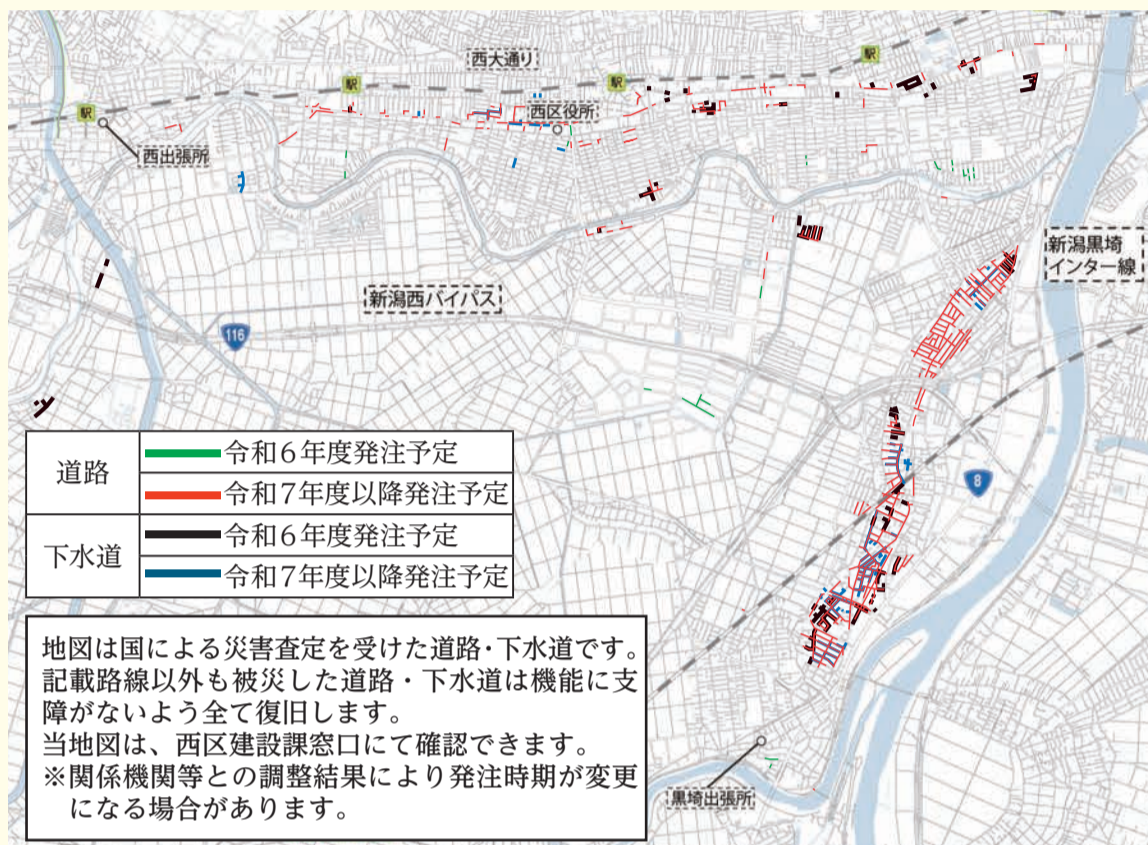 西大通り
駅
駅
駅
駅
西区役所
西出張所
新潟黒埼
インター線
新潟西バイパス
116
8
道路
令和6年度発注予定
令和7年度以降発注予定
下水道
令和6年度発注予定
令和7年度以降発注予定
地図は国による災害査定を受けた道路・下水道です。
記載路線以外も被災した道路・下水道は機能に支
障がないよう全て復旧します。
当地図は、西区建設課窓口にて確認できます。
※関係機関等との調整結果により発注時期が変更
になる場合があります。
黒埼出張所